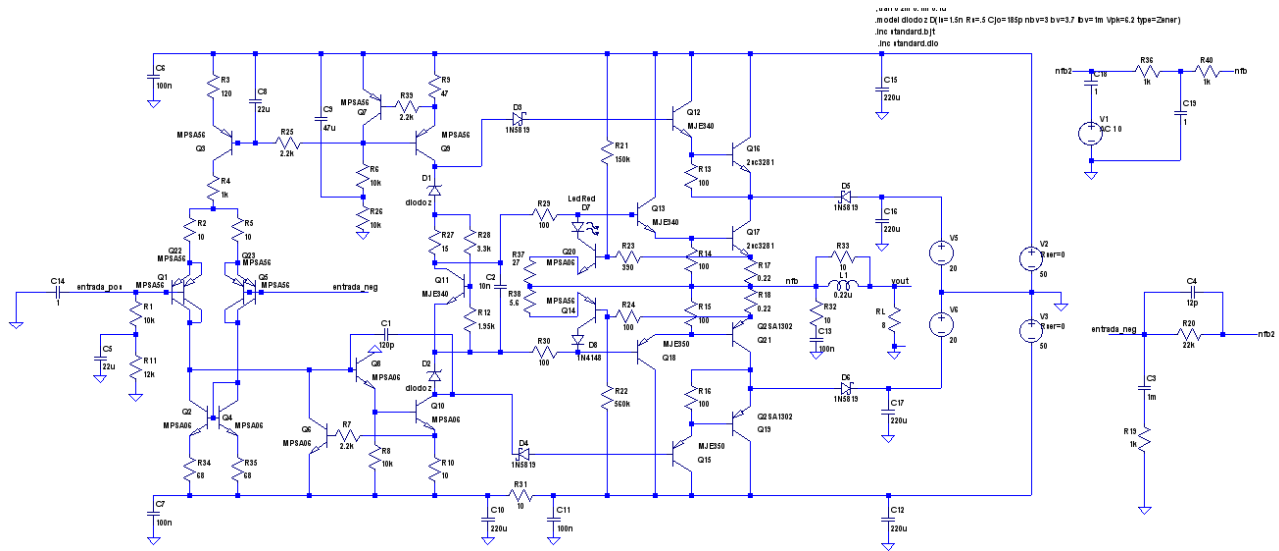 .model diodoz D(Is=1.5n Rs=.5 Cjo=185p nbv=3 bv=3.7 Ibv=1m Vpk=6.2 type=Zener)
.inc standard.bjt
.inc standard.dio
C6
100n
R3
120
C8
22u
C9
47u
MPSA56
Q7
R39
2.2k
R9
47
MPSA56
Q3
R25
2.2k
MPSA56
Q9
R4
1k
R6
10k
R26
10k
D1
diodoz
D3
1N5819
R21
150k
Q12
MJE340
R13
100
Q16
2sc3281
C15
220u
R2
10
R5
10
Q22
MPSA56
Q1
Q23
MPSA56
Q5
C14
entrada_pos
entrada_neg
R1
10k
C5
22u
R11
12k
R27
15
R28
3.3k
Q11
MJE340
C2
10n
R12
1.95k
R29
100
LedRed
D7
Q20
MPSA06
R23
390
Q13
MJE340
Q17
2sc3281
R14
100
R17
0.22
R37
27
R38
5.6
MPSA56
Q14
R24
100
R15
100
R18
0.22
D5
1N5819
C16
220u
nfb
R33
10
L1
0.22u
vout
R32
10
C13
100n
RL
8
V5
20
V6
20
V2
Rser=0
50
V3
Rser=0
50
C1
120p
Q8
MPSA06
D2
diodoz
R30
100
D8
1N4148
MJE350
Q18
Q2SA1302
Q21
R22
560k
R16
100
Q2SA1302
Q19
MJE350
Q15
D6
1N5819
C17
220u
Q2
MPSA06
Q4
MPSA06
Q6
MPSA06
R7
2.2k
Q10
MPSA06
R8
10k
R10
10
D4
1N5819
R34
68
R35
68
C7
100n
C10
220u
R31
10
C11
100n
C12
220u
nfb2
C18
1
R36
1k
R40
1k
nfb
C19
1
V1
AC 1 0
C4
12p
entrada_neg
R20
22k
nfb2
C3
1m
R19
1k